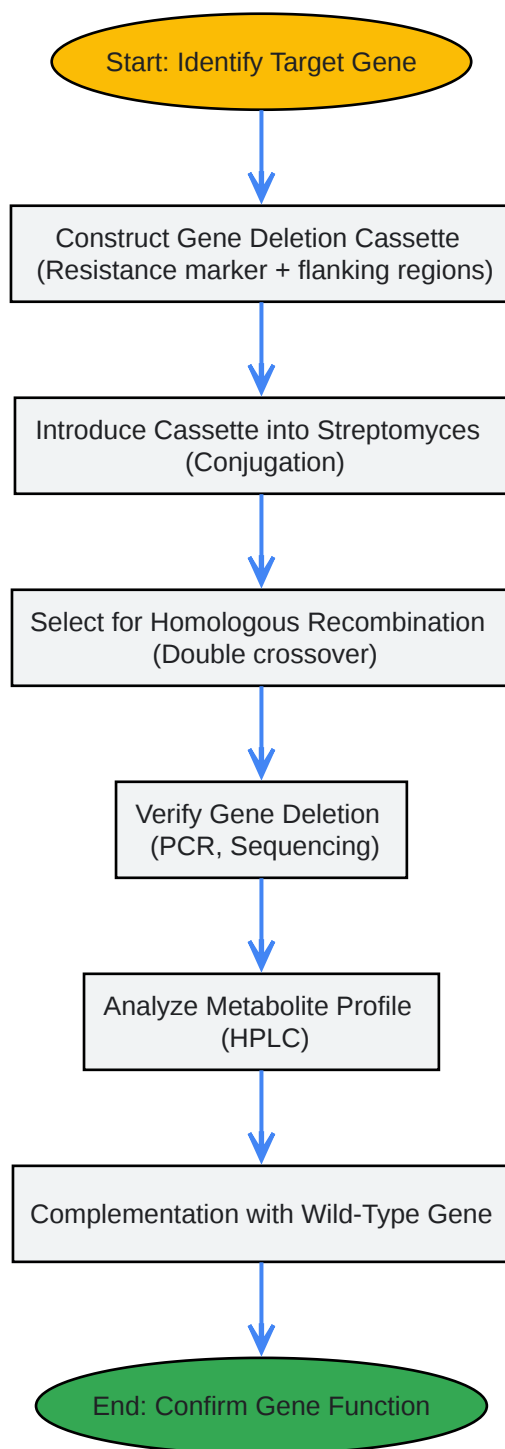 Start: Identify Target Gene
Construct Gene Deletion Cassette
(Resistance marker + flanking regions)
Introduce Cassette into Streptomyces
(Conjugation)
Select for Homologous Recombination
(Double crossover)
Verify Gene Deletion
(PCR, Sequencing)
Analyze Metabolite Profile
(HPLC)
Complementation with Wild-Type Gene
End: Confirm Gene Function